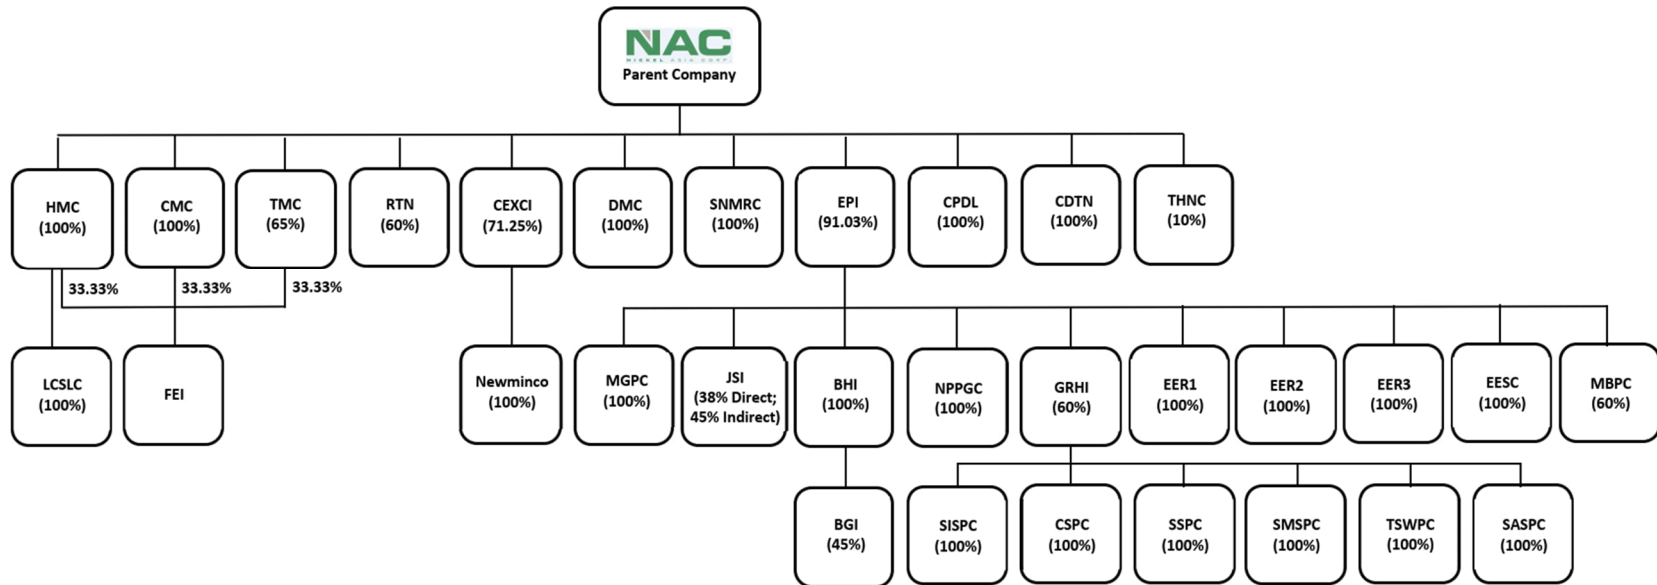 NAC
NICKEL ASIA CORP.
Parent Company
HMC
(100%)
CMC
(100%)
TMC
(65%)
RTN
(60%)
CEXCI
(71.25%)
DMC
(100%)
SNMRC
(100%)
EPI
(91.03%)
CPDL
(100%)
CDTN
(100%)
THNC
(10%)
33.33%
33.33%
33.33%
LCSLC
(100%)
FEI
Newminco
(100%)
MGPC
(100%)
JSI
(38% Direct;
45% Indirect)
BHI
(100%)
NPPGC
(100%)
GRHI
(60%)
EER1
(100%)
EER2
(100%)
EER3
(100%)
EESC
(100%)
MBPC
(60%)
BGI
(45%)
SISPC
(100%)
CSPC
(100%)
SSPC
(100%)
SMSPC
(100%)
TSWPC
(100%)
SASPC
(100%)